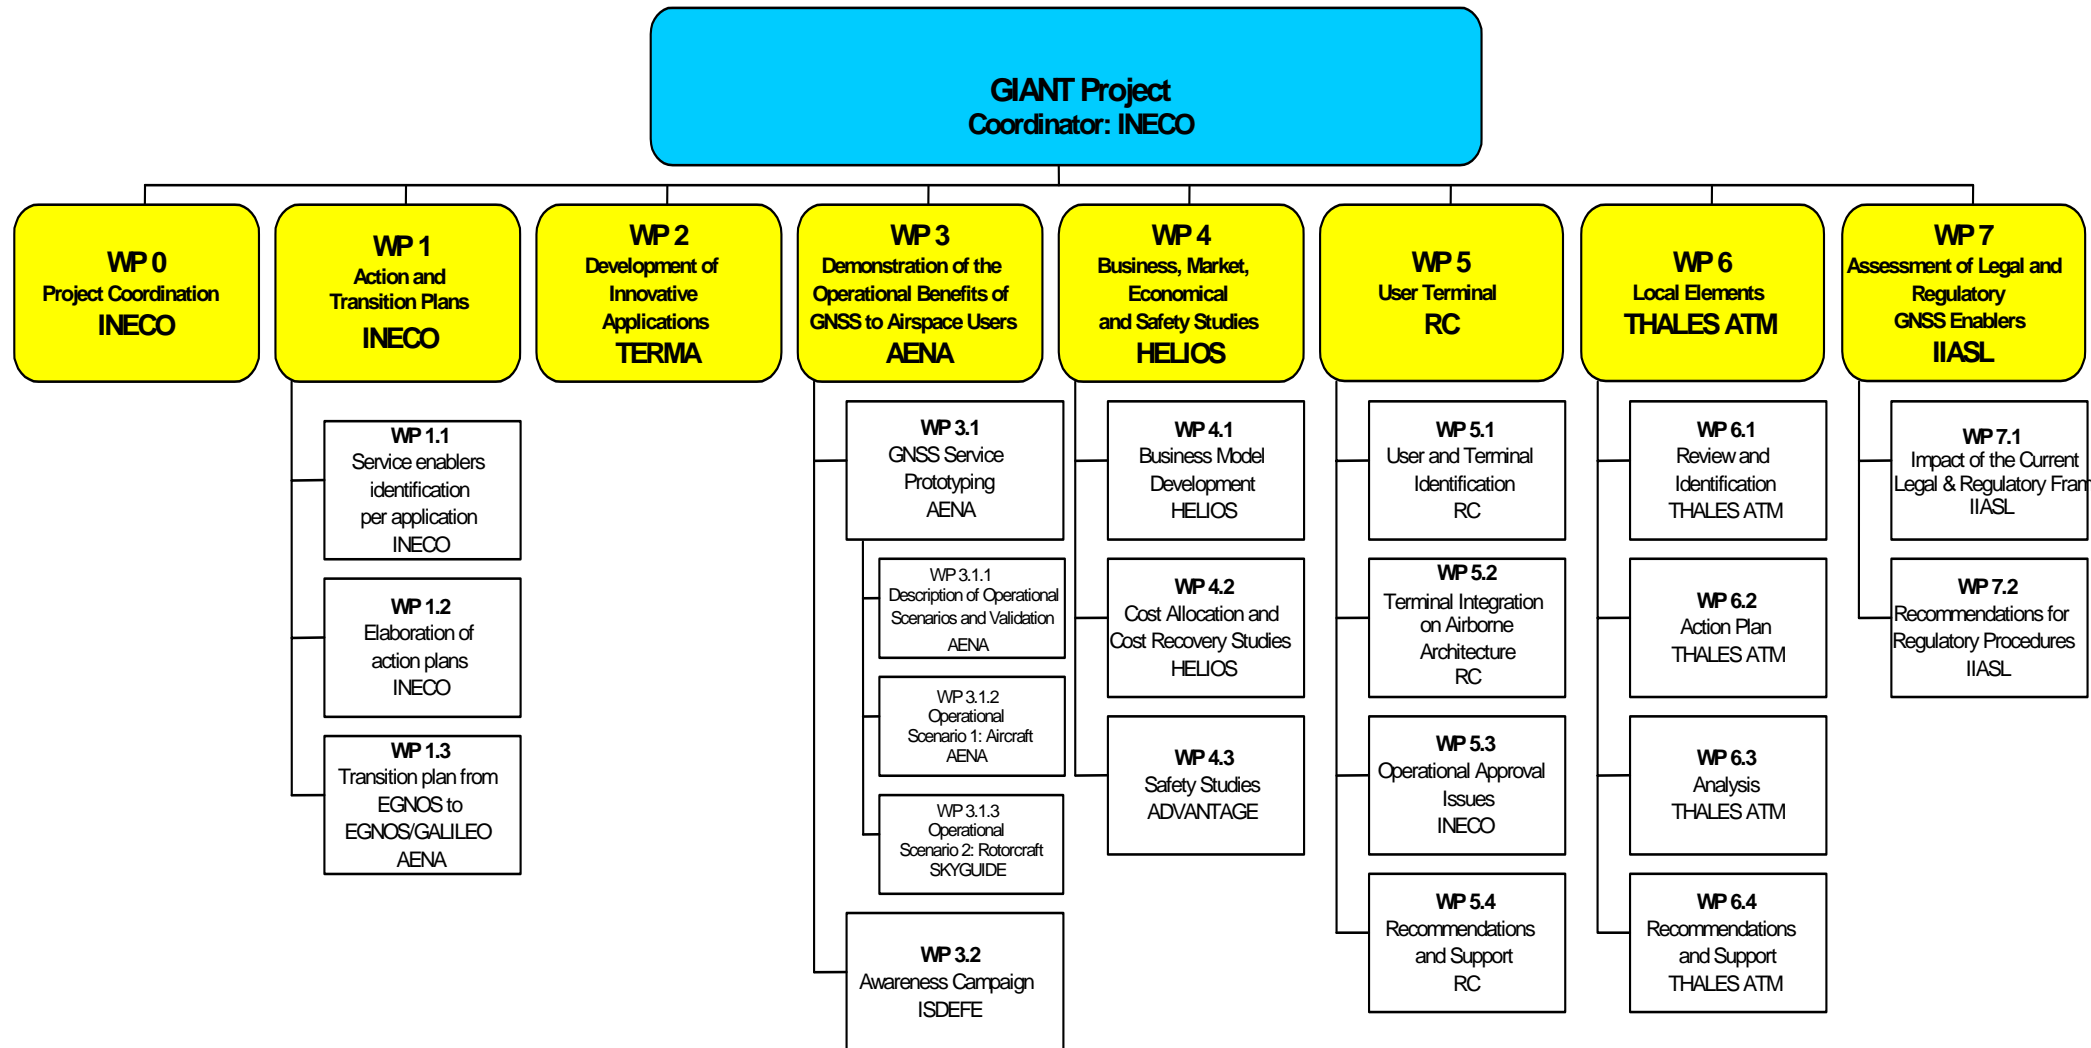 GIANT Project
Coordinator: INECO
WP 0
Project Coordination
INECO
WP 1
Action and
Transition Plans
INECO
WP 2
Development of
Innovative
Applications
TERMA
WP 3
Demonstration of the
Operational Benefits of
GNSS to Airspace Users
AENA
WP 4
Business, Market,
Economical
and Safety Studies
HELIOS
WP 5
User Terminal
RC
WP 6
Local Elements
THALES ATM
WP 7
Assessment of Legal and
Regulatory
GNSS Enablers
IIASL
WP 1.1
Service enablers
identification
per application
INECO
WP 1.2
Elaboration of
action plans
INECO
WP 1.3
Transition plan from
EGNOS to
EGNOS/GALILEO
AENA
WP 3.1
GNSS Service
Prototyping
AENA
WP 3.1.1
Description of Operational
Scenarios and Validation
AENA
WP 3.1.2
Operational
Scenario 1: Aircraft
AENA
WP 3.1.3
Operational
Scenario 2: Rotorcraft
SKYGUIDE
WP 3.2
Awareness Campaign
ISDEFE
WP 4.1
Business Model
Development
HELIOS
WP 4.2
Cost Allocation and
Cost Recovery Studies
HELIOS
WP 4.3
Safety Studies
ADVANTAGE
WP 5.1
User and Terminal
Identification
RC
WP 5.2
Terminal Integration
on Airborne
Architecture
RC
WP 5.3
Operational Approval
Issues
INECO
WP 5.4
Recommendations
and Support
RC
WP 6.1
Review and
Identification
THALES ATM
WP 6.2
Action Plan
THALES ATM
WP 6.3
Analysis
THALES ATM
WP 6.4
Recommendations
and Support
THALES ATM
WP 7.1
Impact of the Current
Legal & Regulatory Fram
IIASL
WP 7.2
Recommendations for
Regulatory Procedures
IIASL